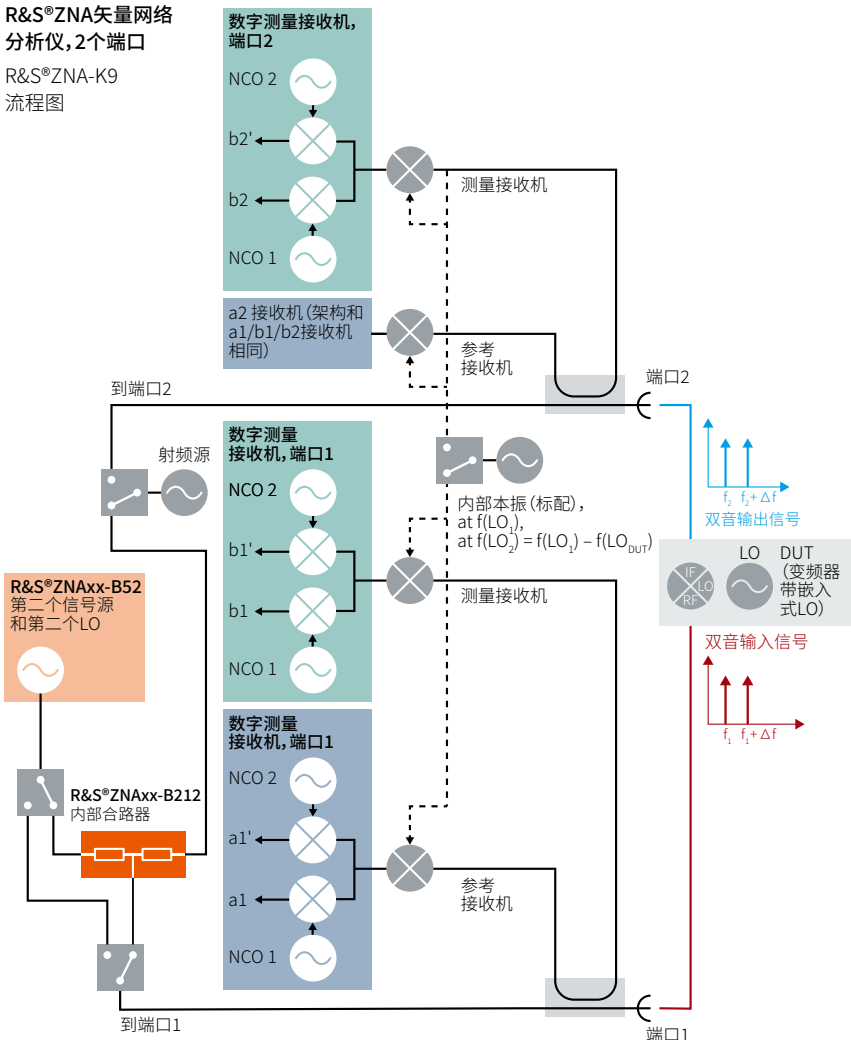 R&S®ZNA矢量网络
分析仪，2个端口
R&S®ZNA-K9
流程图
数字测量接收机，
端口2
NCO 2
b2'
b2
NCO 1
测量接收机
a2 接收机（架构和
a1/b1/b2接收机
相同）
参考
接收机
到端口2
端口2
射频源
数字测量
接收机，端口1
NCO 2
b1'
b1
NCO 1
内部本振（标配），
at f(LO1),
at f(LO2) = f(LO1) – f(LODUT)
测量接收机
f2 f2+ Δf
双音输出信号
IF
LO
RF
LO
DUT
（变频器
带嵌入
式LO）
双音输入信号
f1 f1+ Δf
R&S®ZNAxx-B52
第二个信号源
和第二个LO
数字测量
接收机，端口1
NCO 2
a1'
a1
NCO 1
R&S®ZNAxx-B212
内部合路器
参考
接收机
到端口1
端口1